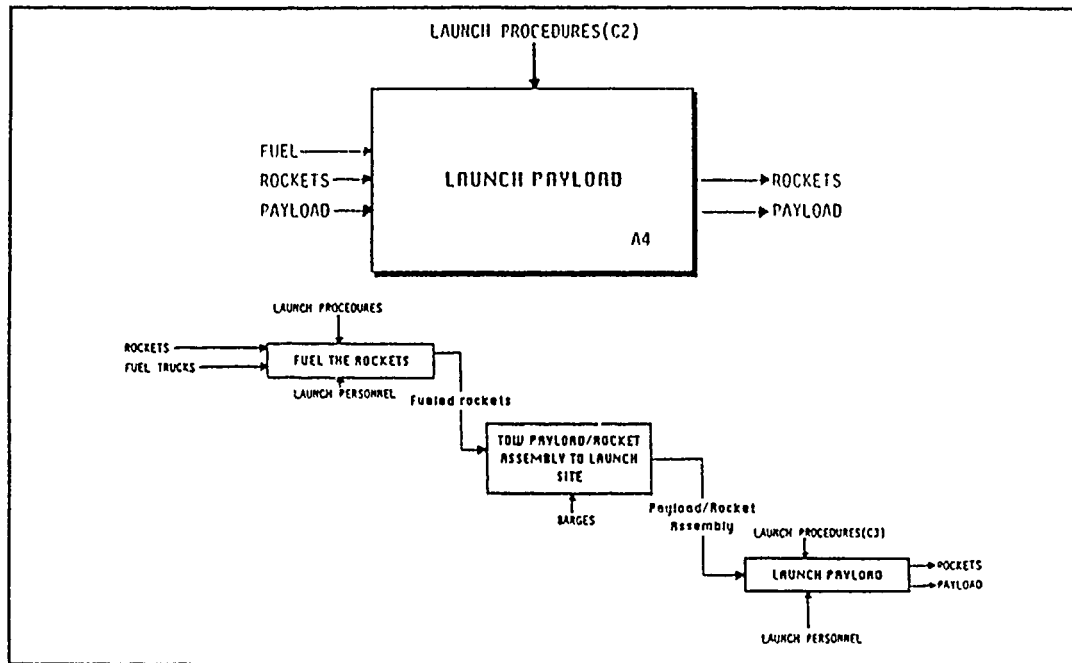 LAUNCH PROCEDURES(C2)
FUEL
ROCKETS
PAYLOAD
LAUNCH PAYLOAD
A4
ROCKETS
PAYLOAD
LAUNCH PROCEDURES
ROCKETS
FUEL TRUCKS
FUEL THE ROCKETS
LAUNCH PERSONNEL
Fueled rockets
TOW PAYLOAD/ROCKET
ASSEMBLY TO LAUNCH
SITE
BARGES
Payload/Rocket
Assembly
LAUNCH PROCEDURES(C3)
LAUNCH PAYLOAD
ROCKETS
PAYLOAD
LAUNCH PERSONNEL